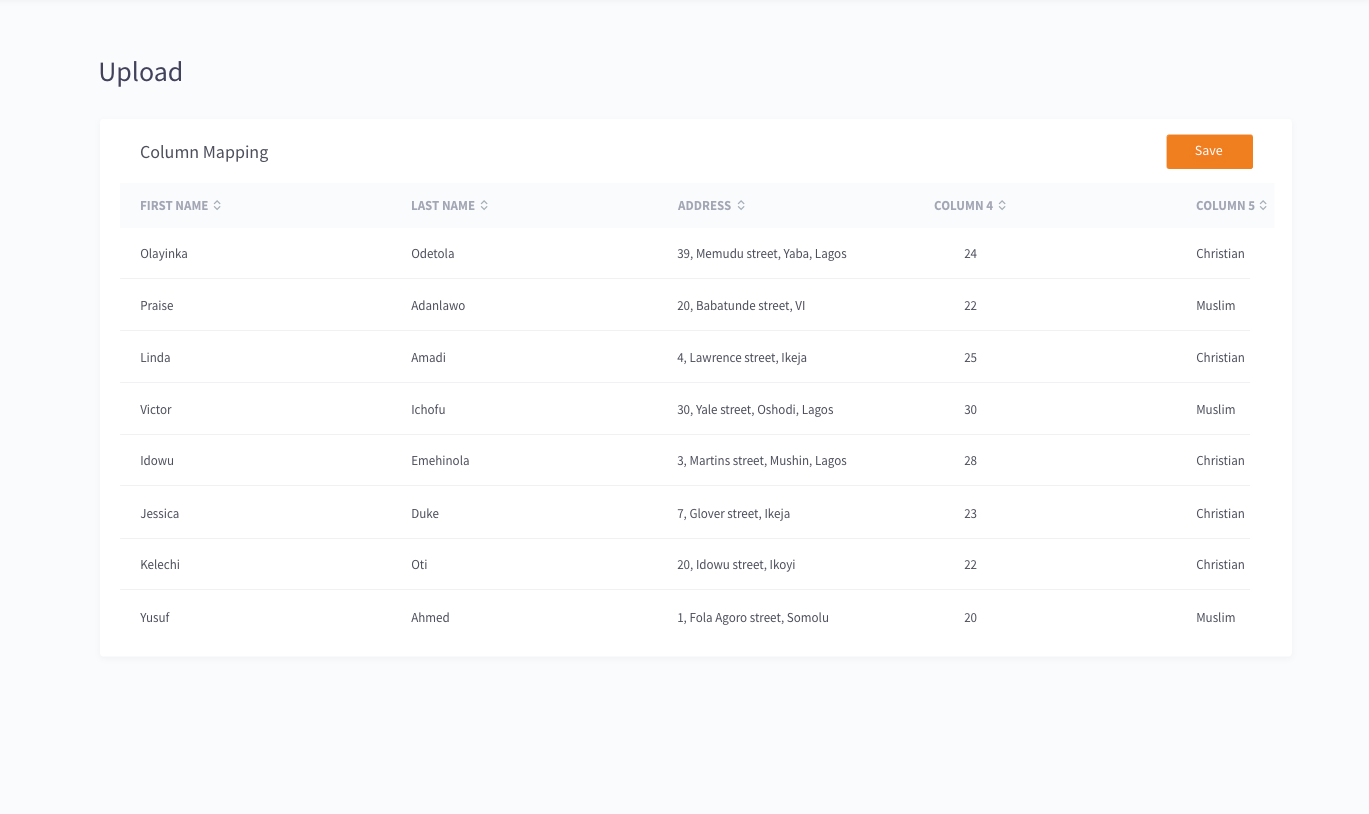 Upload
Column Mapping Save
FIRST NAME LAST NAME ADDRESS COLUMN 4 COLUMN 5
Olayinka Odetola 39, Memudu street, Yaba, Lagos 24 Christian
Praise Adanlawo 20, Babatunde street, VI 22 Muslim
Linda Amadi 4, Lawrence street, Ikeja 25 Christian
Victor Ichofu 30, Yale street, Oshodi, Lagos 30 Muslim
Idowu Emehinola 3, Martins street, Mushin, Lagos 28 Christian
Jessica Duke 7, Glover street, Ikeja 23 Christian
Kelechi Oti 20, Idowu street, Ikoyi 22 Christian
Yusuf Ahmed 1, Fola Agoro street, Somolu 20 Muslim